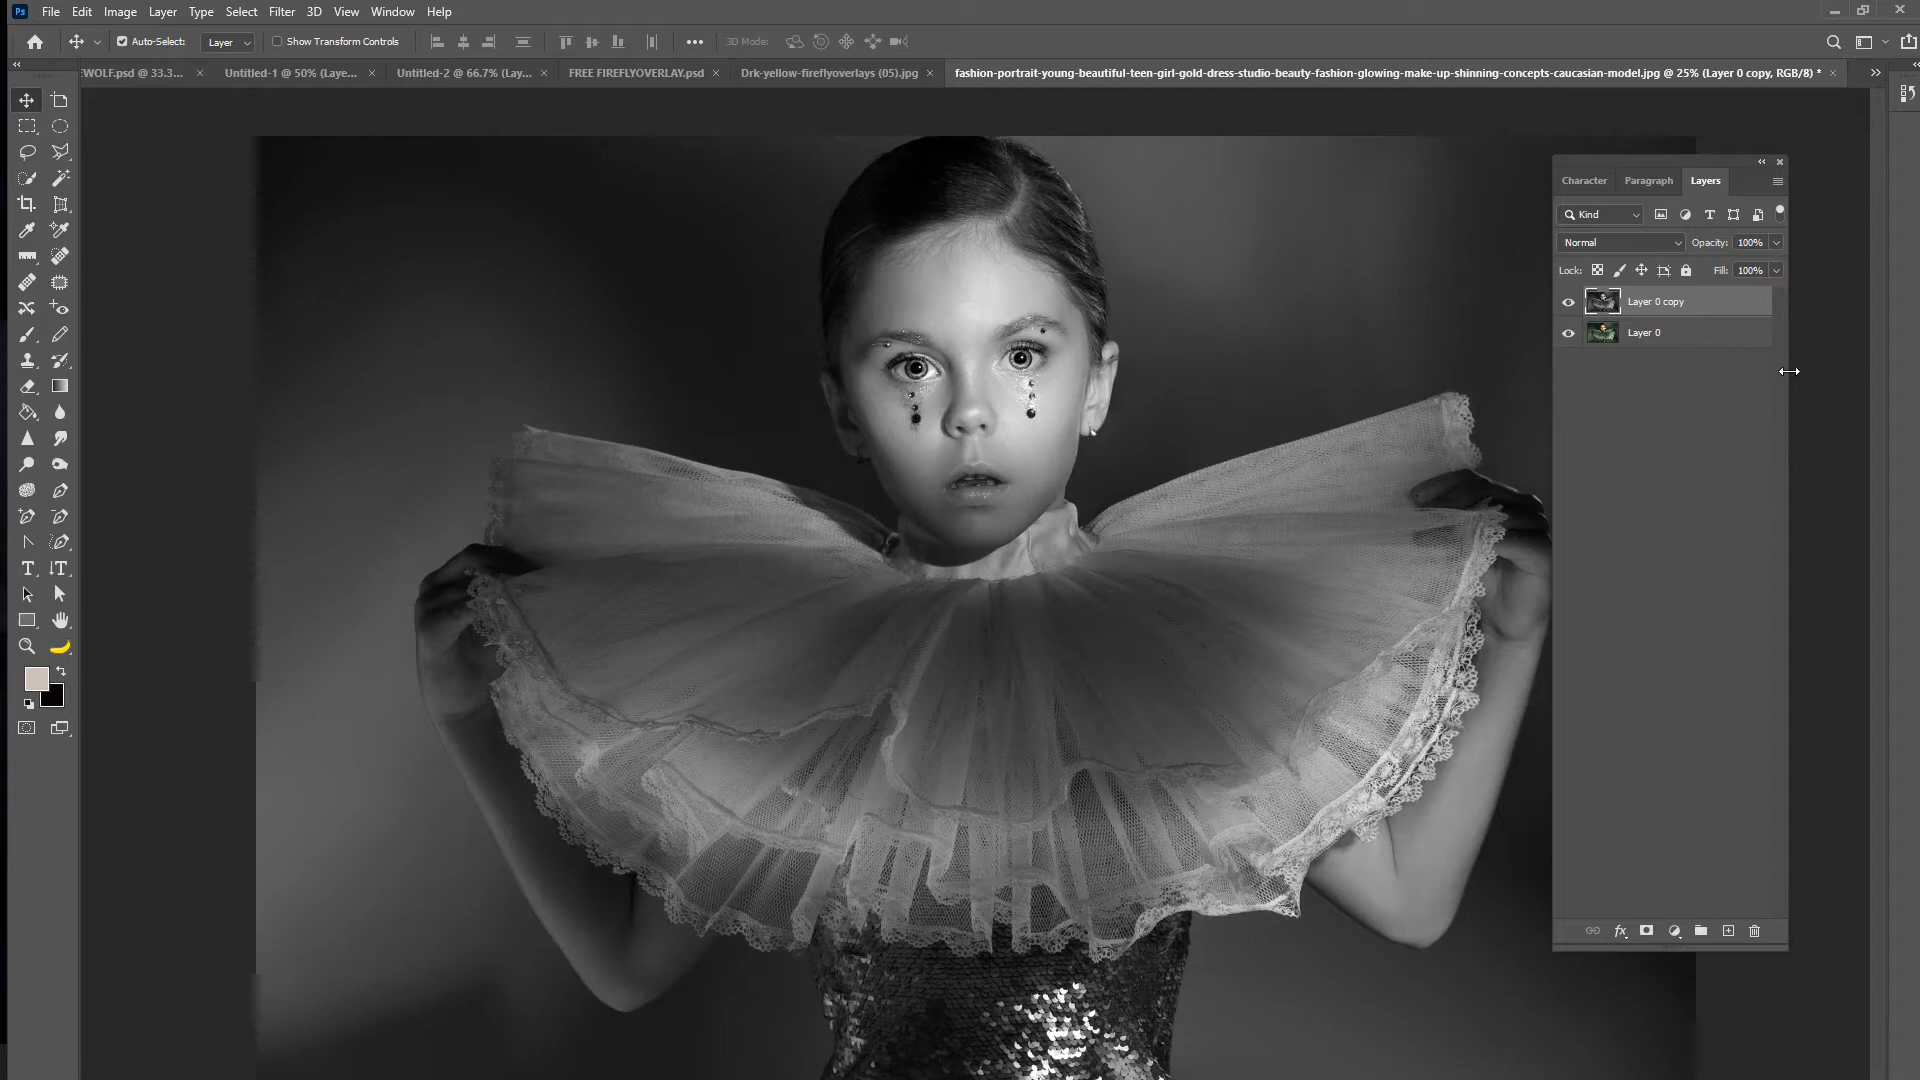 Ps File Edit Image Layer Type Select Filter 3D View Window Help
Auto-Select: Layer Show Transform Controls 3D Mode:
EWOLF.psd @ 33.3... Untitled-1 @ 50% (Laye... Untitled-2 @ 66.7% (Lay... FREE FIREFLYOVERLAY.psd Drk-yellow-fireflyoverlays (05).jpg fashion-portrait-young-beautiful-teen-girl-gold-dress-studio-beauty-fashion-glowing-make-up-shinning-concepts-caucasian-model.jpg @ 25% (Layer 0 copy, RGB/8) *
Character Paragraph Layers
Kind
Normal Opacity: 100%
Lock: Fill: 100%
Layer 0 copy
Layer 0
fx